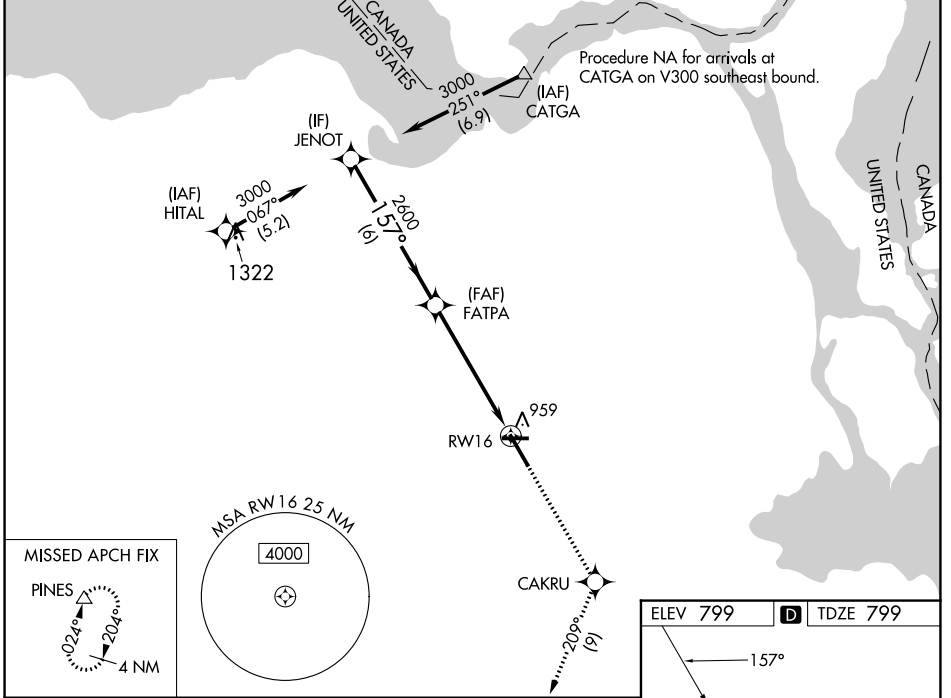 CANADA
UNITED STATES
Procedure NA for arrivals at
CATGA on V300 southeast bound.
3000
251°
(6.9)
(IAF)
CATGA
(IF)
JENOT
(IAF)
HITAL
3000
067°
(5.2)
1322
2600
157°
(6)
CANADA
UNITED STATES
(FAF)
FATPA
959
RW16
MSA RW16 25 NM
4000
MISSED APCH FIX
PINES
024°
204°
4 NM
CAKRU
209°
(9)
ELEV 799
D
TDZE 799
157°